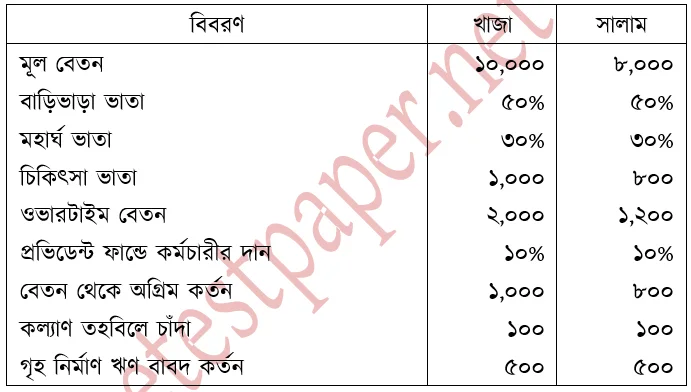 বিবরণ খাজা সালাম
মূল বেতন ১০,০০০ ৮,০০০
বাড়িভাড়া ভাতা ৫০% ৫০%
মহার্ঘ ভাতা ৩০% ৩০%
চিকিৎসা ভাতা ১,০০০ ৮০০
ওভারটাইম বেতন ২,০০০ ১,২০০
প্রভিডেন্ট ফান্ডে কর্মচারীর দান ১০% ১০%
বেতন থেকে অগ্রিম কর্তন ১,০০০ ৮০০
কল্যাণ তহবিলে চাঁদা ১০০ ১০০
গৃহ নির্মাণ ঋণ বাবদ কর্তন ৫০০ ৫০০
etestpaper.net